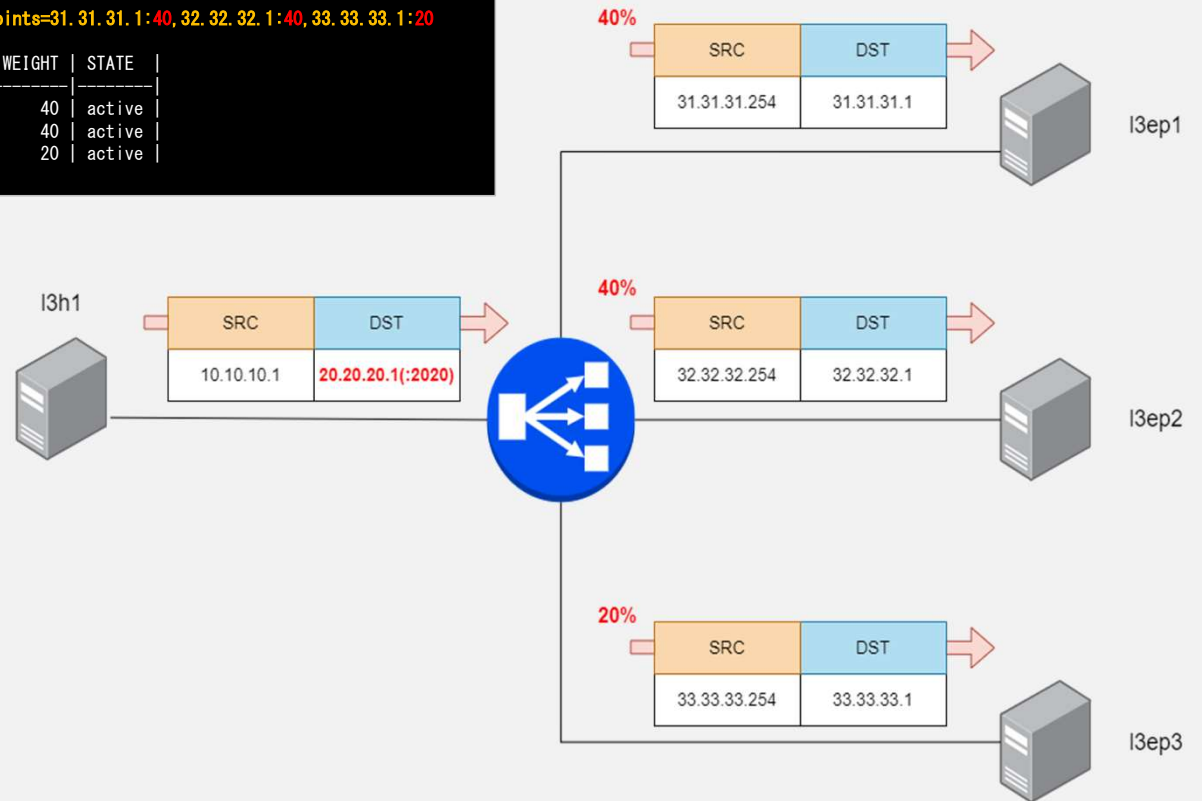 oints=31.31.31.1:40,32.32.32.1:40,33.33.33.1:20
WEIGHT | STATE |
--------|--------|
40 | active |
40 | active |
20 | active |
40%
SRC DST
31.31.31.254 31.31.31.1
l3ep1
l3h1
SRC DST
10.10.10.1 20.20.20.1(:2020)
40%
SRC DST
32.32.32.254 32.32.32.1
l3ep2
20%
SRC DST
33.33.33.254 33.33.33.1
l3ep3